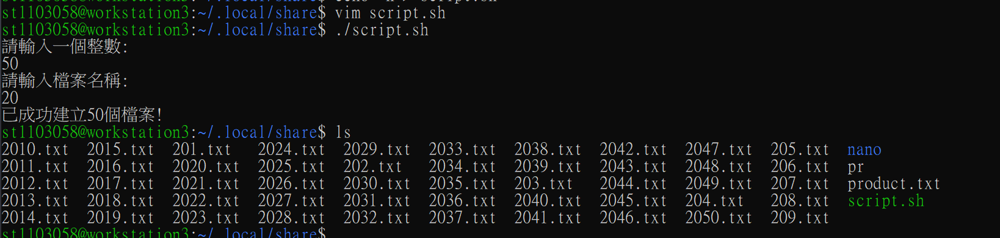 st1103058@workstation3:~/.local/share$ vim script.sh
st1103058@workstation3:~/.local/share$ ./script.sh
請輸入一個整數:
50
請輸入檔案名稱:
20
已成功建立50個檔案!
st1103058@workstation3:~/.local/share$ ls
2010.txt 2015.txt 201.txt 2024.txt 2029.txt 2033.txt 2038.txt 2042.txt 2047.txt 205.txt nano
2011.txt 2016.txt 2020.txt 2025.txt 202.txt 2034.txt 2039.txt 2043.txt 2048.txt 206.txt pr
2012.txt 2017.txt 2021.txt 2026.txt 2030.txt 2035.txt 203.txt 2044.txt 2049.txt 207.txt product.txt
2013.txt 2018.txt 2022.txt 2027.txt 2031.txt 2036.txt 2040.txt 2045.txt 204.txt 208.txt script.sh
2014.txt 2019.txt 2023.txt 2028.txt 2032.txt 2037.txt 2041.txt 2046.txt 2050.txt 209.txt
st1103058@workstation3:~/.local/share$